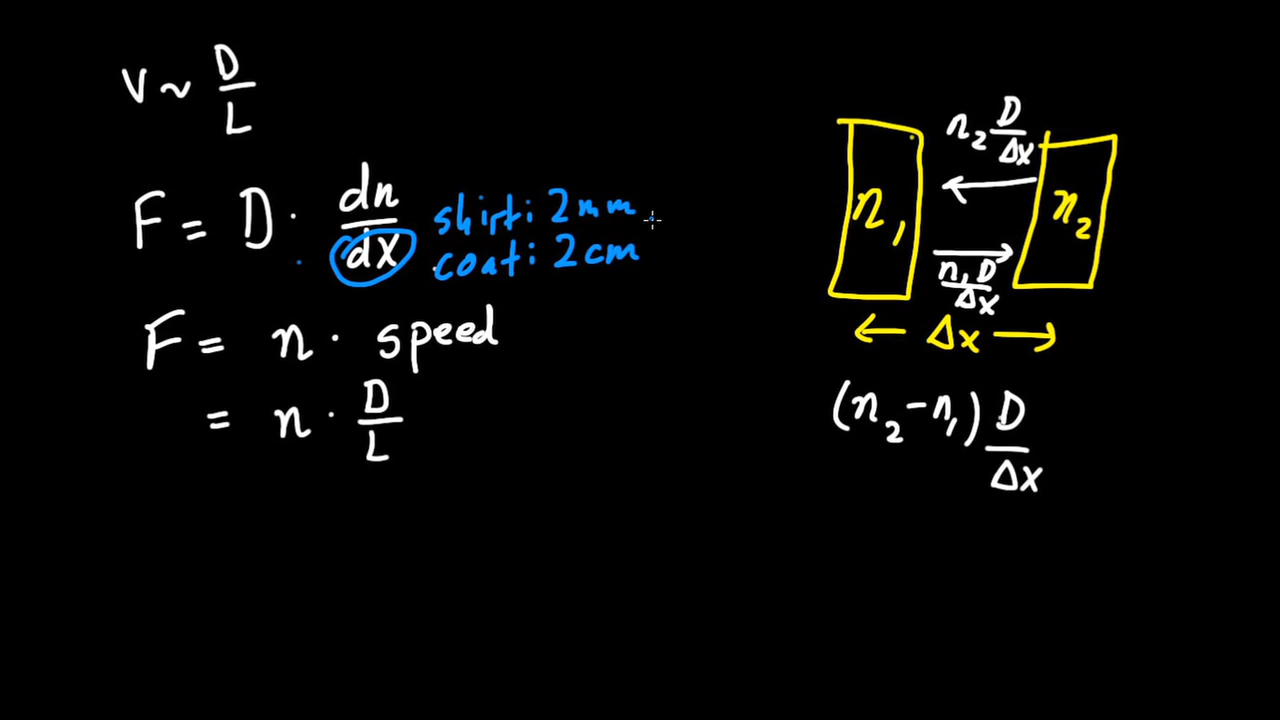 V ~ D/L
F = D · dn/dx
shirt: 2mm
coat: 2cm
F = n · speed
= n · D/L
n₂ D/Δx
n₁
n₂
n₁D/Δx
← Δx →
(n₂ - n₁) D/Δx